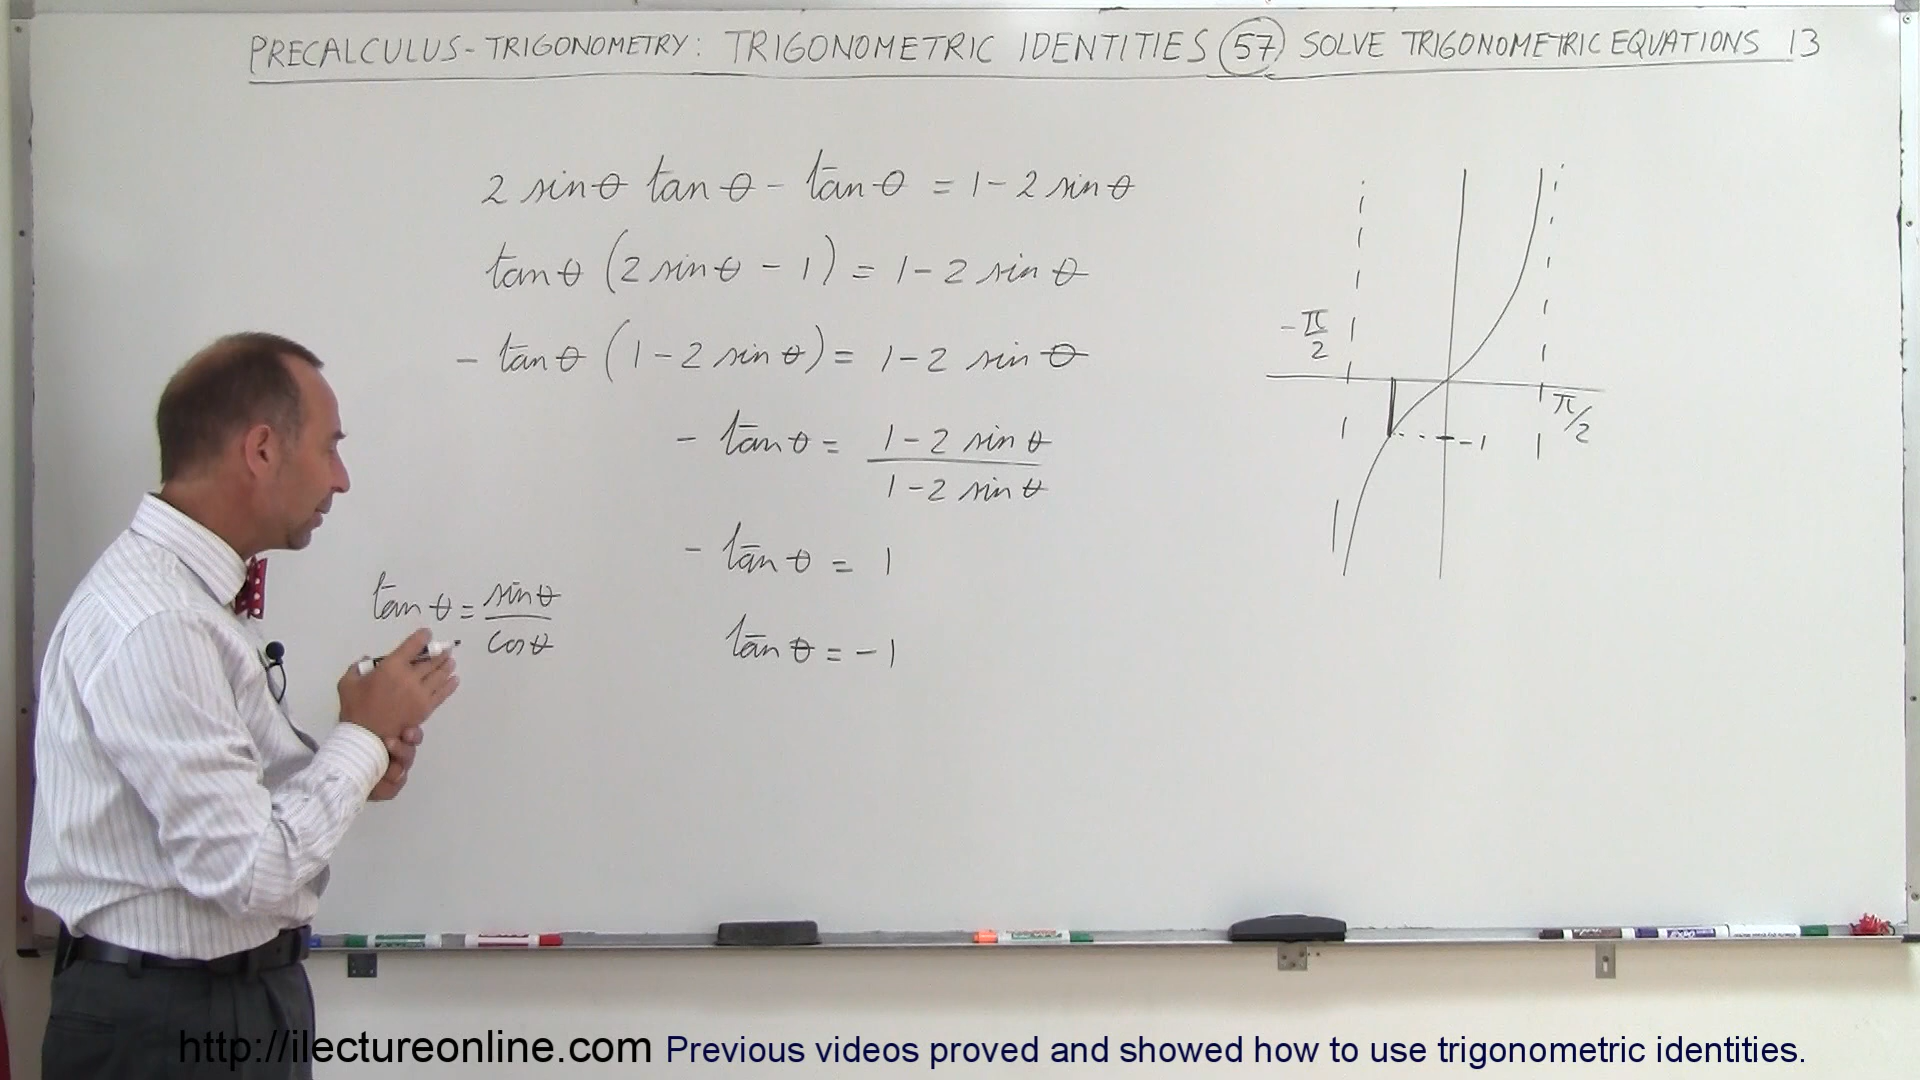 PRECALCULUS - TRIGONOMETRY: TRIGONOMETRIC IDENTITIES 57 SOLVE TRIGONOMETRIC EQUATIONS 13
2 sin θ tan θ - tan θ = 1 - 2 sin θ
tan θ (2 sin θ - 1) = 1 - 2 sin θ
- tan θ (1 - 2 sin θ) = 1 - 2 sin θ
- tan θ = 1 - 2 sin θ / 1 - 2 sin θ
- tan θ = 1
tan θ = sin θ / cos θ
tan θ = -1
-π/2
π/2
-1
http://ilectureonline.com Previous videos proved and showed how to use trigonometric identities.